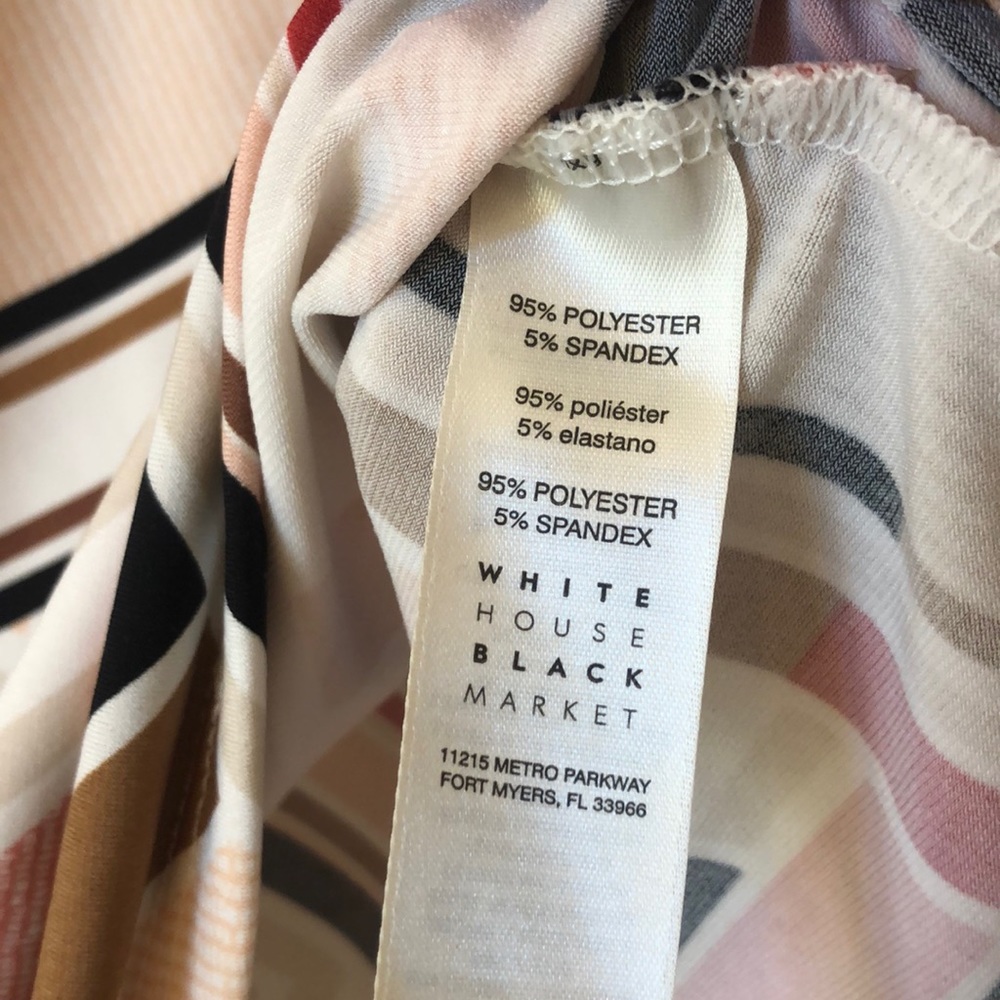 95% POLYESTER
5% SPANDEX
95% poliéster
5% elastano
95% POLYESTER
5% SPANDEX
WHITE
HOUSE
BLACK
MARKET
11215 METRO PARKWAY
FORT MYERS, FL 33966